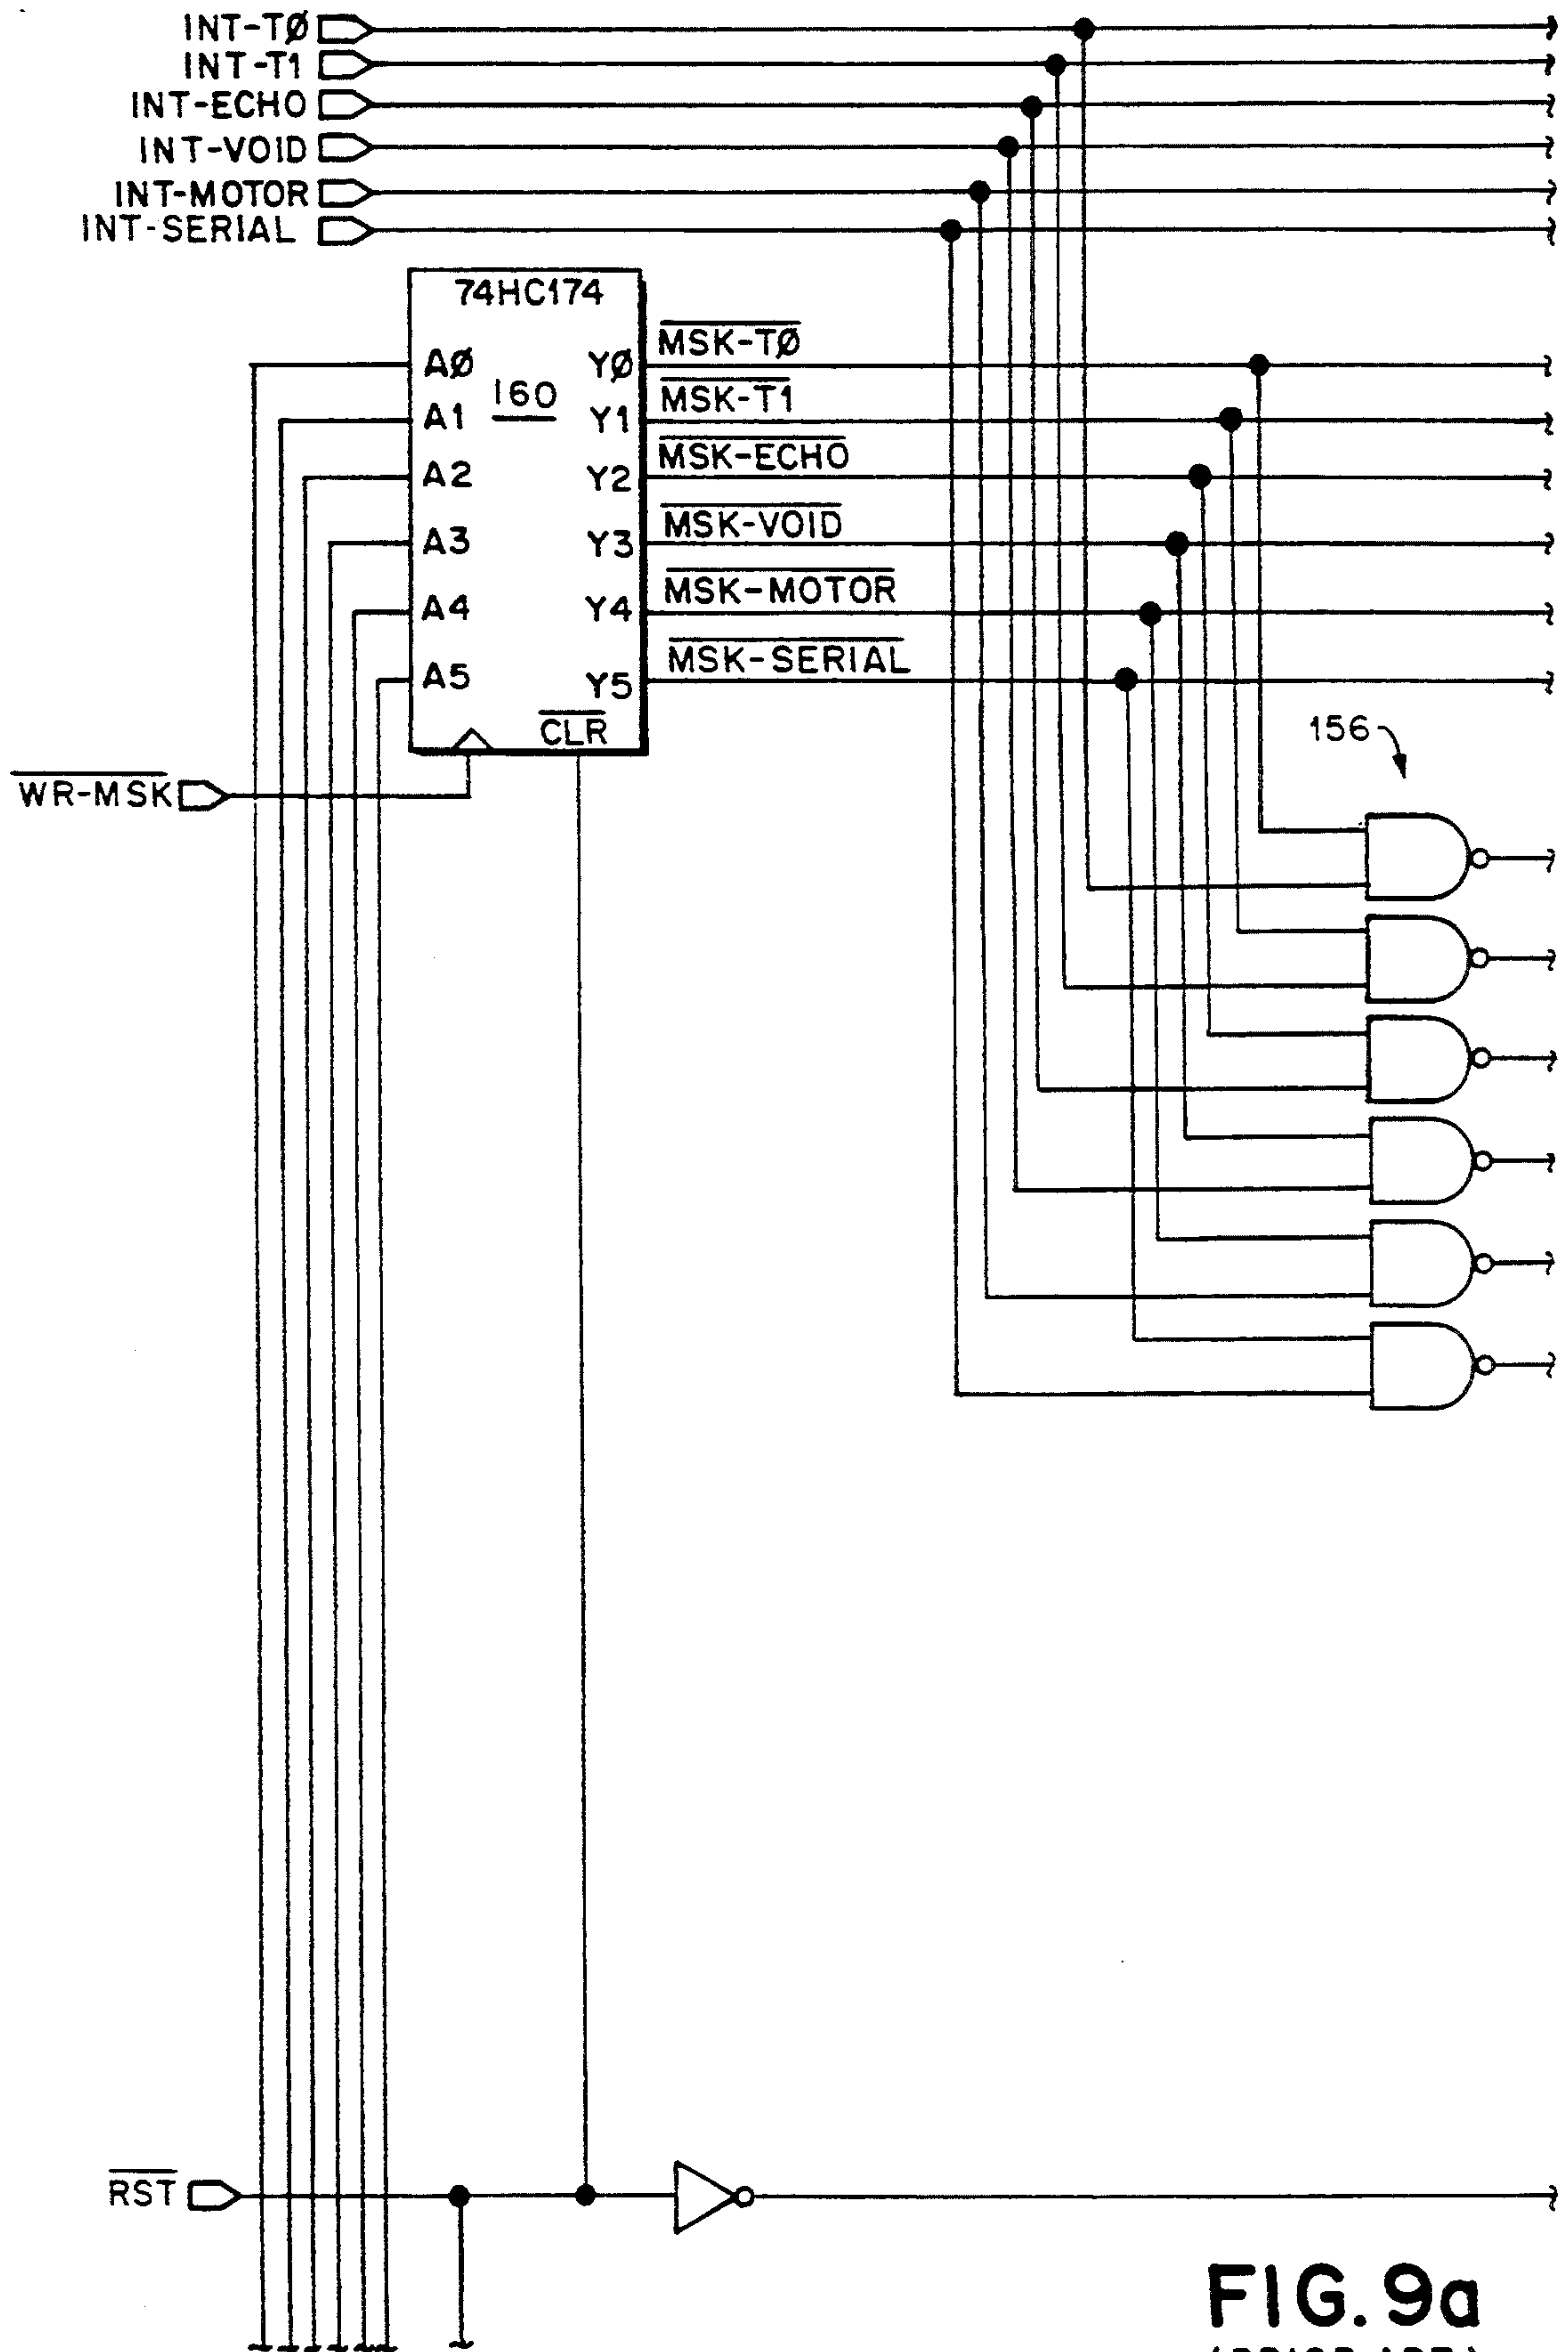 INT-TØ
INT-T1
INT-ECHO
INT-VOID
INT-MOTOR
INT-SERIAL
74HC174
AØ
160
YØ
MSK-TØ
A1
Y1
MSK-T1
A2
Y2
MSK-ECHO
A3
Y3
MSK-VOID
A4
Y4
MSK-MOTOR
A5
Y5
MSK-SERIAL
CLR
WR-MSK
156
RST
FIG. 9a
(PRIOR ART)